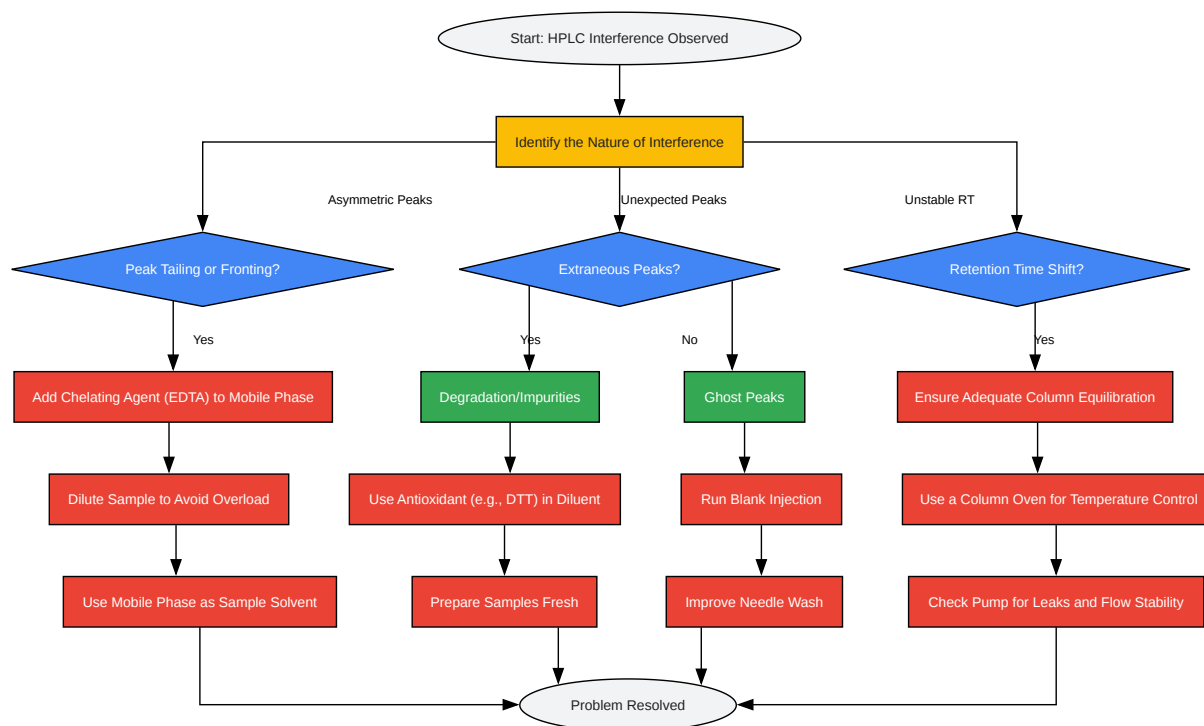 Start: HPLC Interference Observed
Identify the Nature of Interference
Asymmetric Peaks
Unexpected Peaks
Unstable RT
Peak Tailing or Fronting?
Extraneous Peaks?
Retention Time Shift?
Yes
Yes
No
Yes
Add Chelating Agent (EDTA) to Mobile Phase
Degradation/Impurities
Ghost Peaks
Ensure Adequate Column Equilibration
Dilute Sample to Avoid Overload
Use Antioxidant (e.g., DTT) in Diluent
Run Blank Injection
Use a Column Oven for Temperature Control
Use Mobile Phase as Sample Solvent
Prepare Samples Fresh
Improve Needle Wash
Check Pump for Leaks and Flow Stability
Problem Resolved